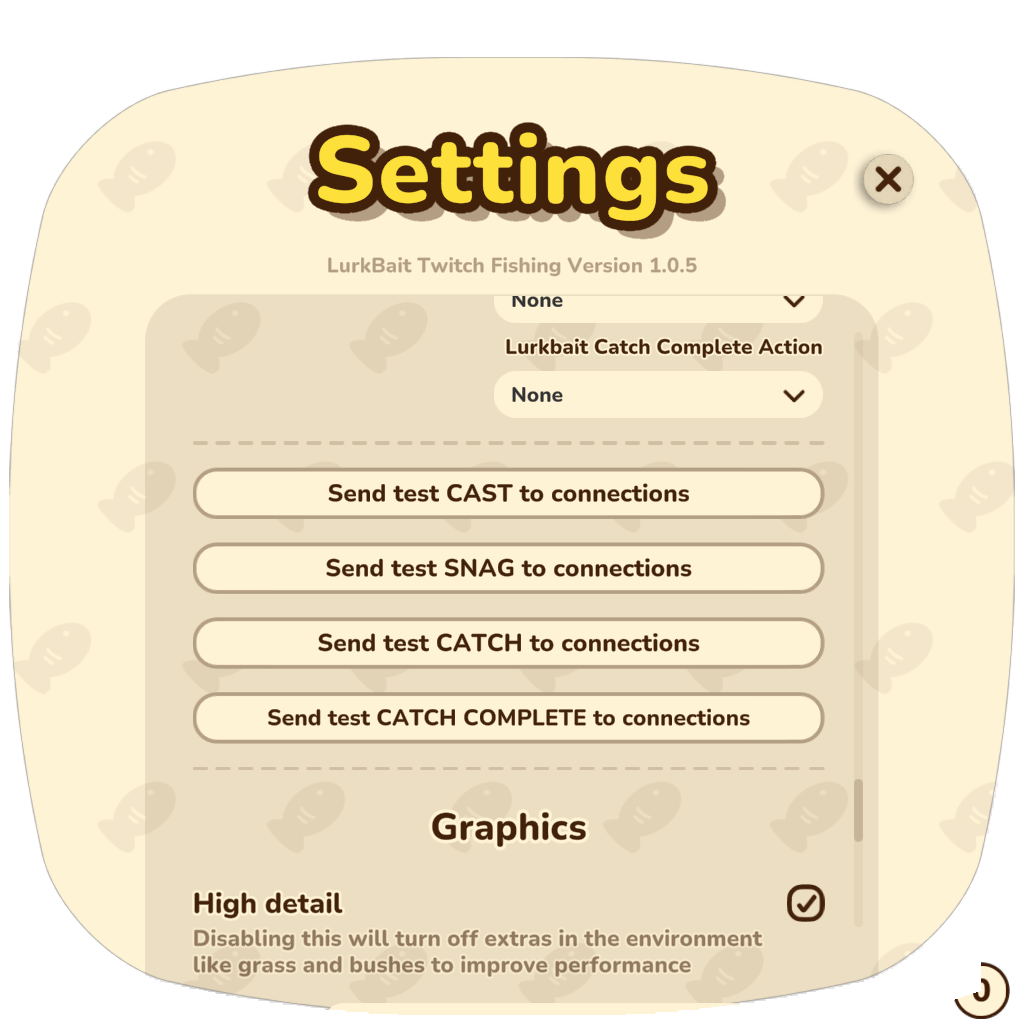 Settings
LurkBait Twitch Fishing Version 1.0.5
None
Lurkbait Catch Complete Action
None
Send test CAST to connections
Send test SNAG to connections
Send test CATCH to connections
Send test CATCH COMPLETE to connections
Graphics
High detail
Disabling this will turn off extras in the environment
like grass and bushes to improve performance